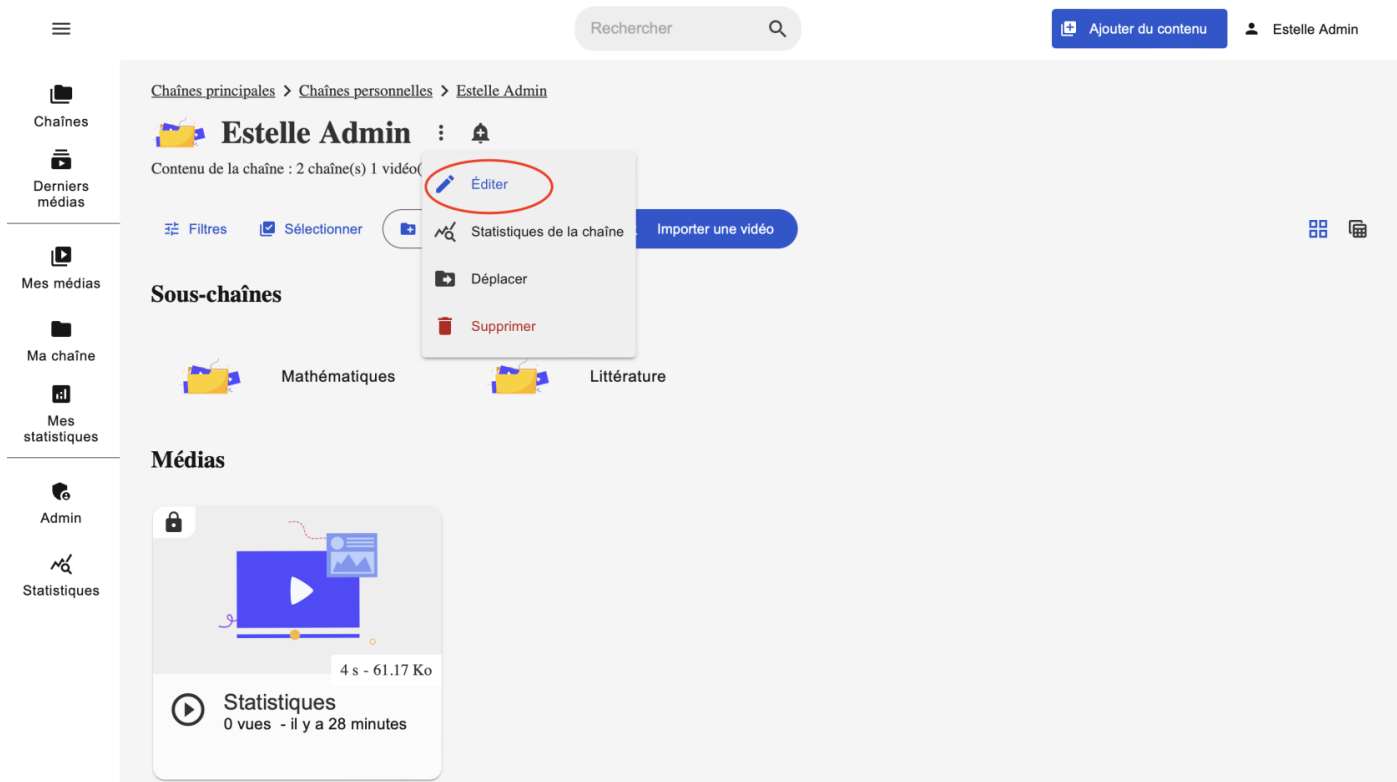 Rechercher
Ajouter du contenu
Estelle Admin
Chaînes
Derniers
médias
Mes médias
Ma chaîne
Mes
statistiques
Admin
Statistiques
Chaînes principales > Chaînes personnelles > Estelle Admin
Estelle Admin
Contenu de la chaîne : 2 chaîne(s) 1 vidéo(
Éditer
Statistiques de la chaîne
Déplacer
Supprimer
Filtres
Sélectionner
Importer une vidéo
Sous-chaînes
Mathématiques
Littérature
Médias
4 s - 61.17 Ko
Statistiques
0 vues - il y a 28 minutes